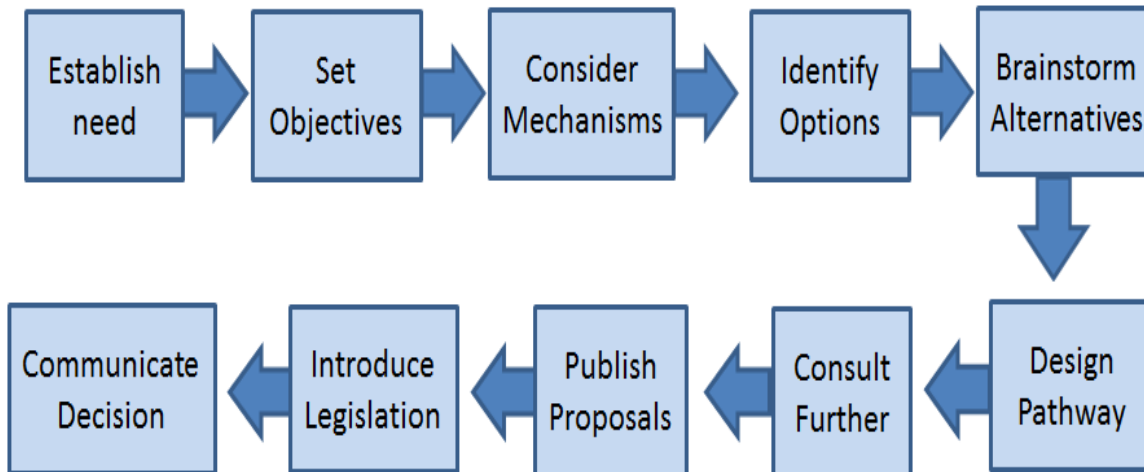 Establish
need
Set
Objectives
Consider
Mechanisms
Identify
Options
Brainstorm
Alternatives
Design
Pathway
Consult
Further
Publish
Proposals
Introduce
Legislation
Communicate
Decision